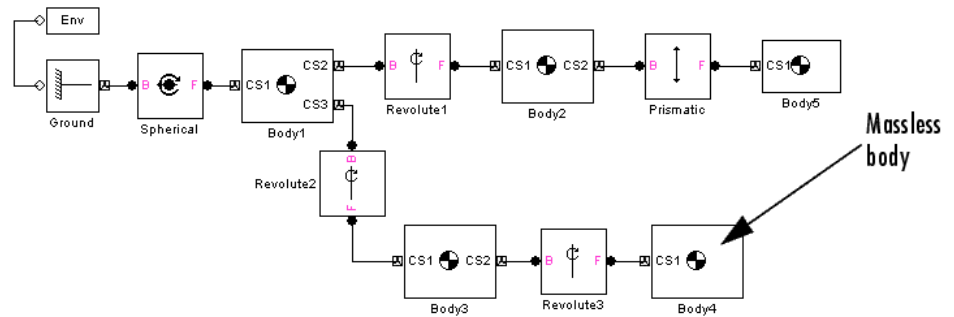 Env
Ground
B F
Spherical
CS1 CS2 CS3
Body1
B F
Revolute1
CS1 CS2
Body2
B F
Prismatic
CS1
Body5
Massless
body
B
F
Revolute2
CS1 CS2
Body3
B F
Revolute3
CS1
Body4